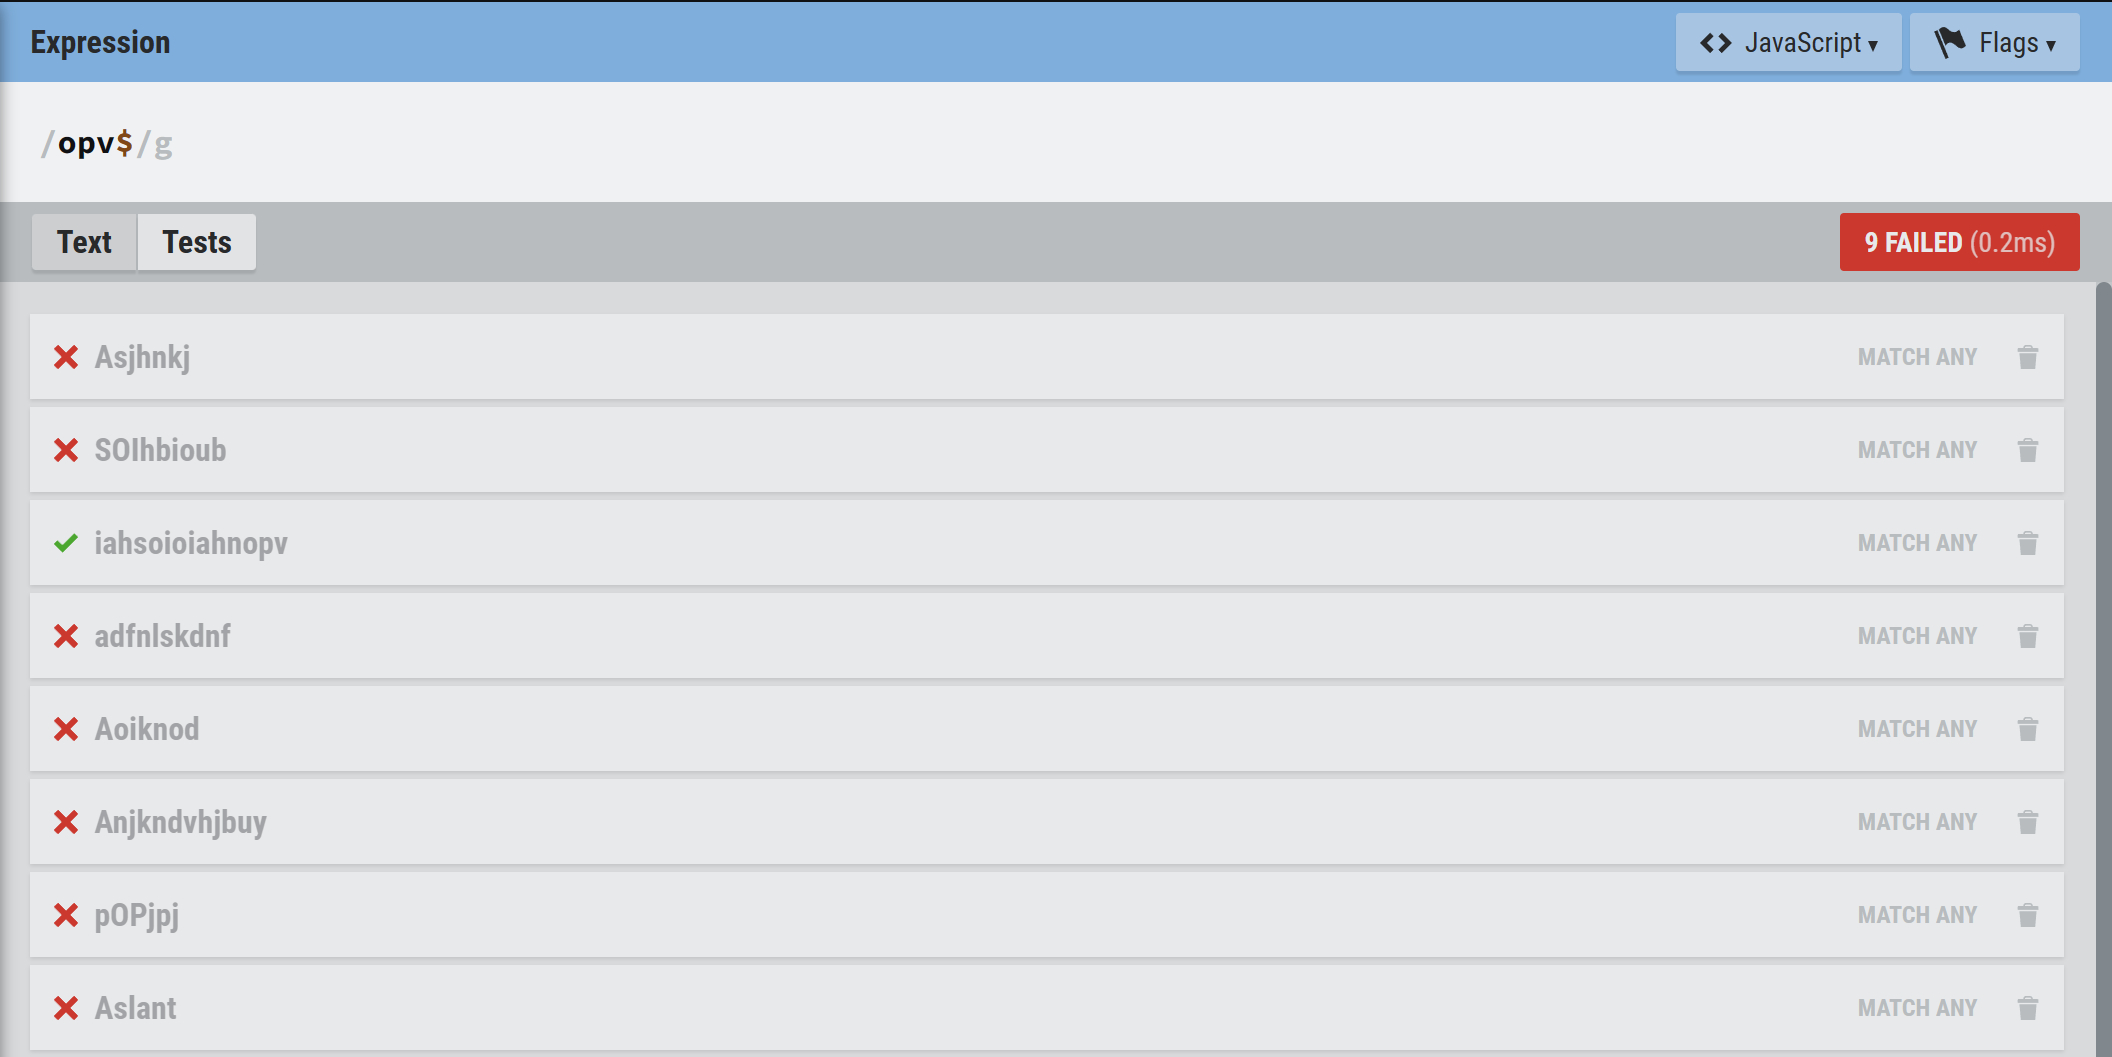 Expression
JavaScript ▾
Flags ▾
/opv$/g
Text
Tests
9 FAILED (0.2ms)
Asjhnkj
MATCH ANY
SOIhbioub
MATCH ANY
iahsoioiahnopv
MATCH ANY
adfnlskdnf
MATCH ANY
Aoiknod
MATCH ANY
Anjkndvhjbuy
MATCH ANY
pOPjpj
MATCH ANY
Aslant
MATCH ANY